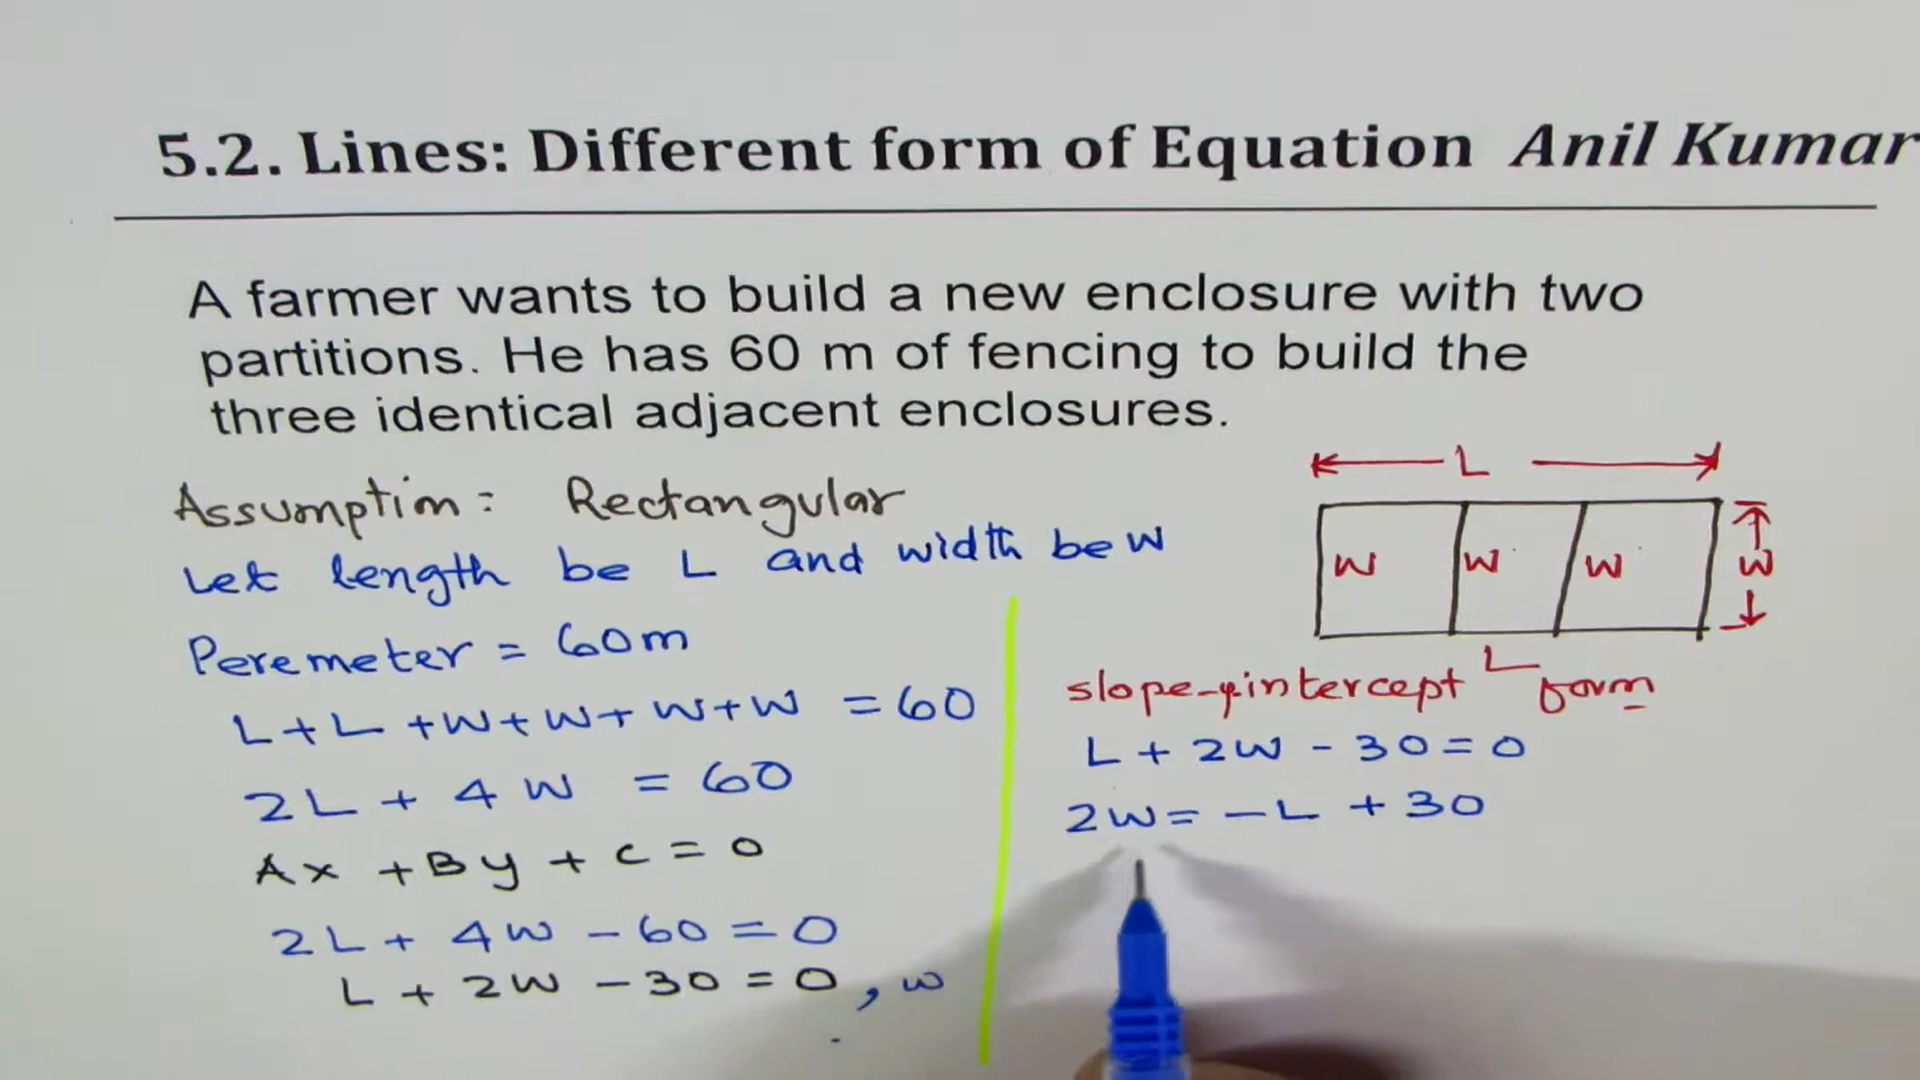 5.2. Lines: Different form of Equation Anil Kumar
A farmer wants to build a new enclosure with two
partitions. He has 60 m of fencing to build the
three identical adjacent enclosures.
Assumption: Rectangular
Let length be L and width be w
Peremeter = 60m
L + L + w + w + w + w = 60
2L + 4w = 60
Ax + By + C = 0
2L + 4w - 60 = 0
L + 2w - 30 = 0, w
L
w w w w
L
slope-y intercept form
L + 2w - 30 = 0
2w = -L + 30